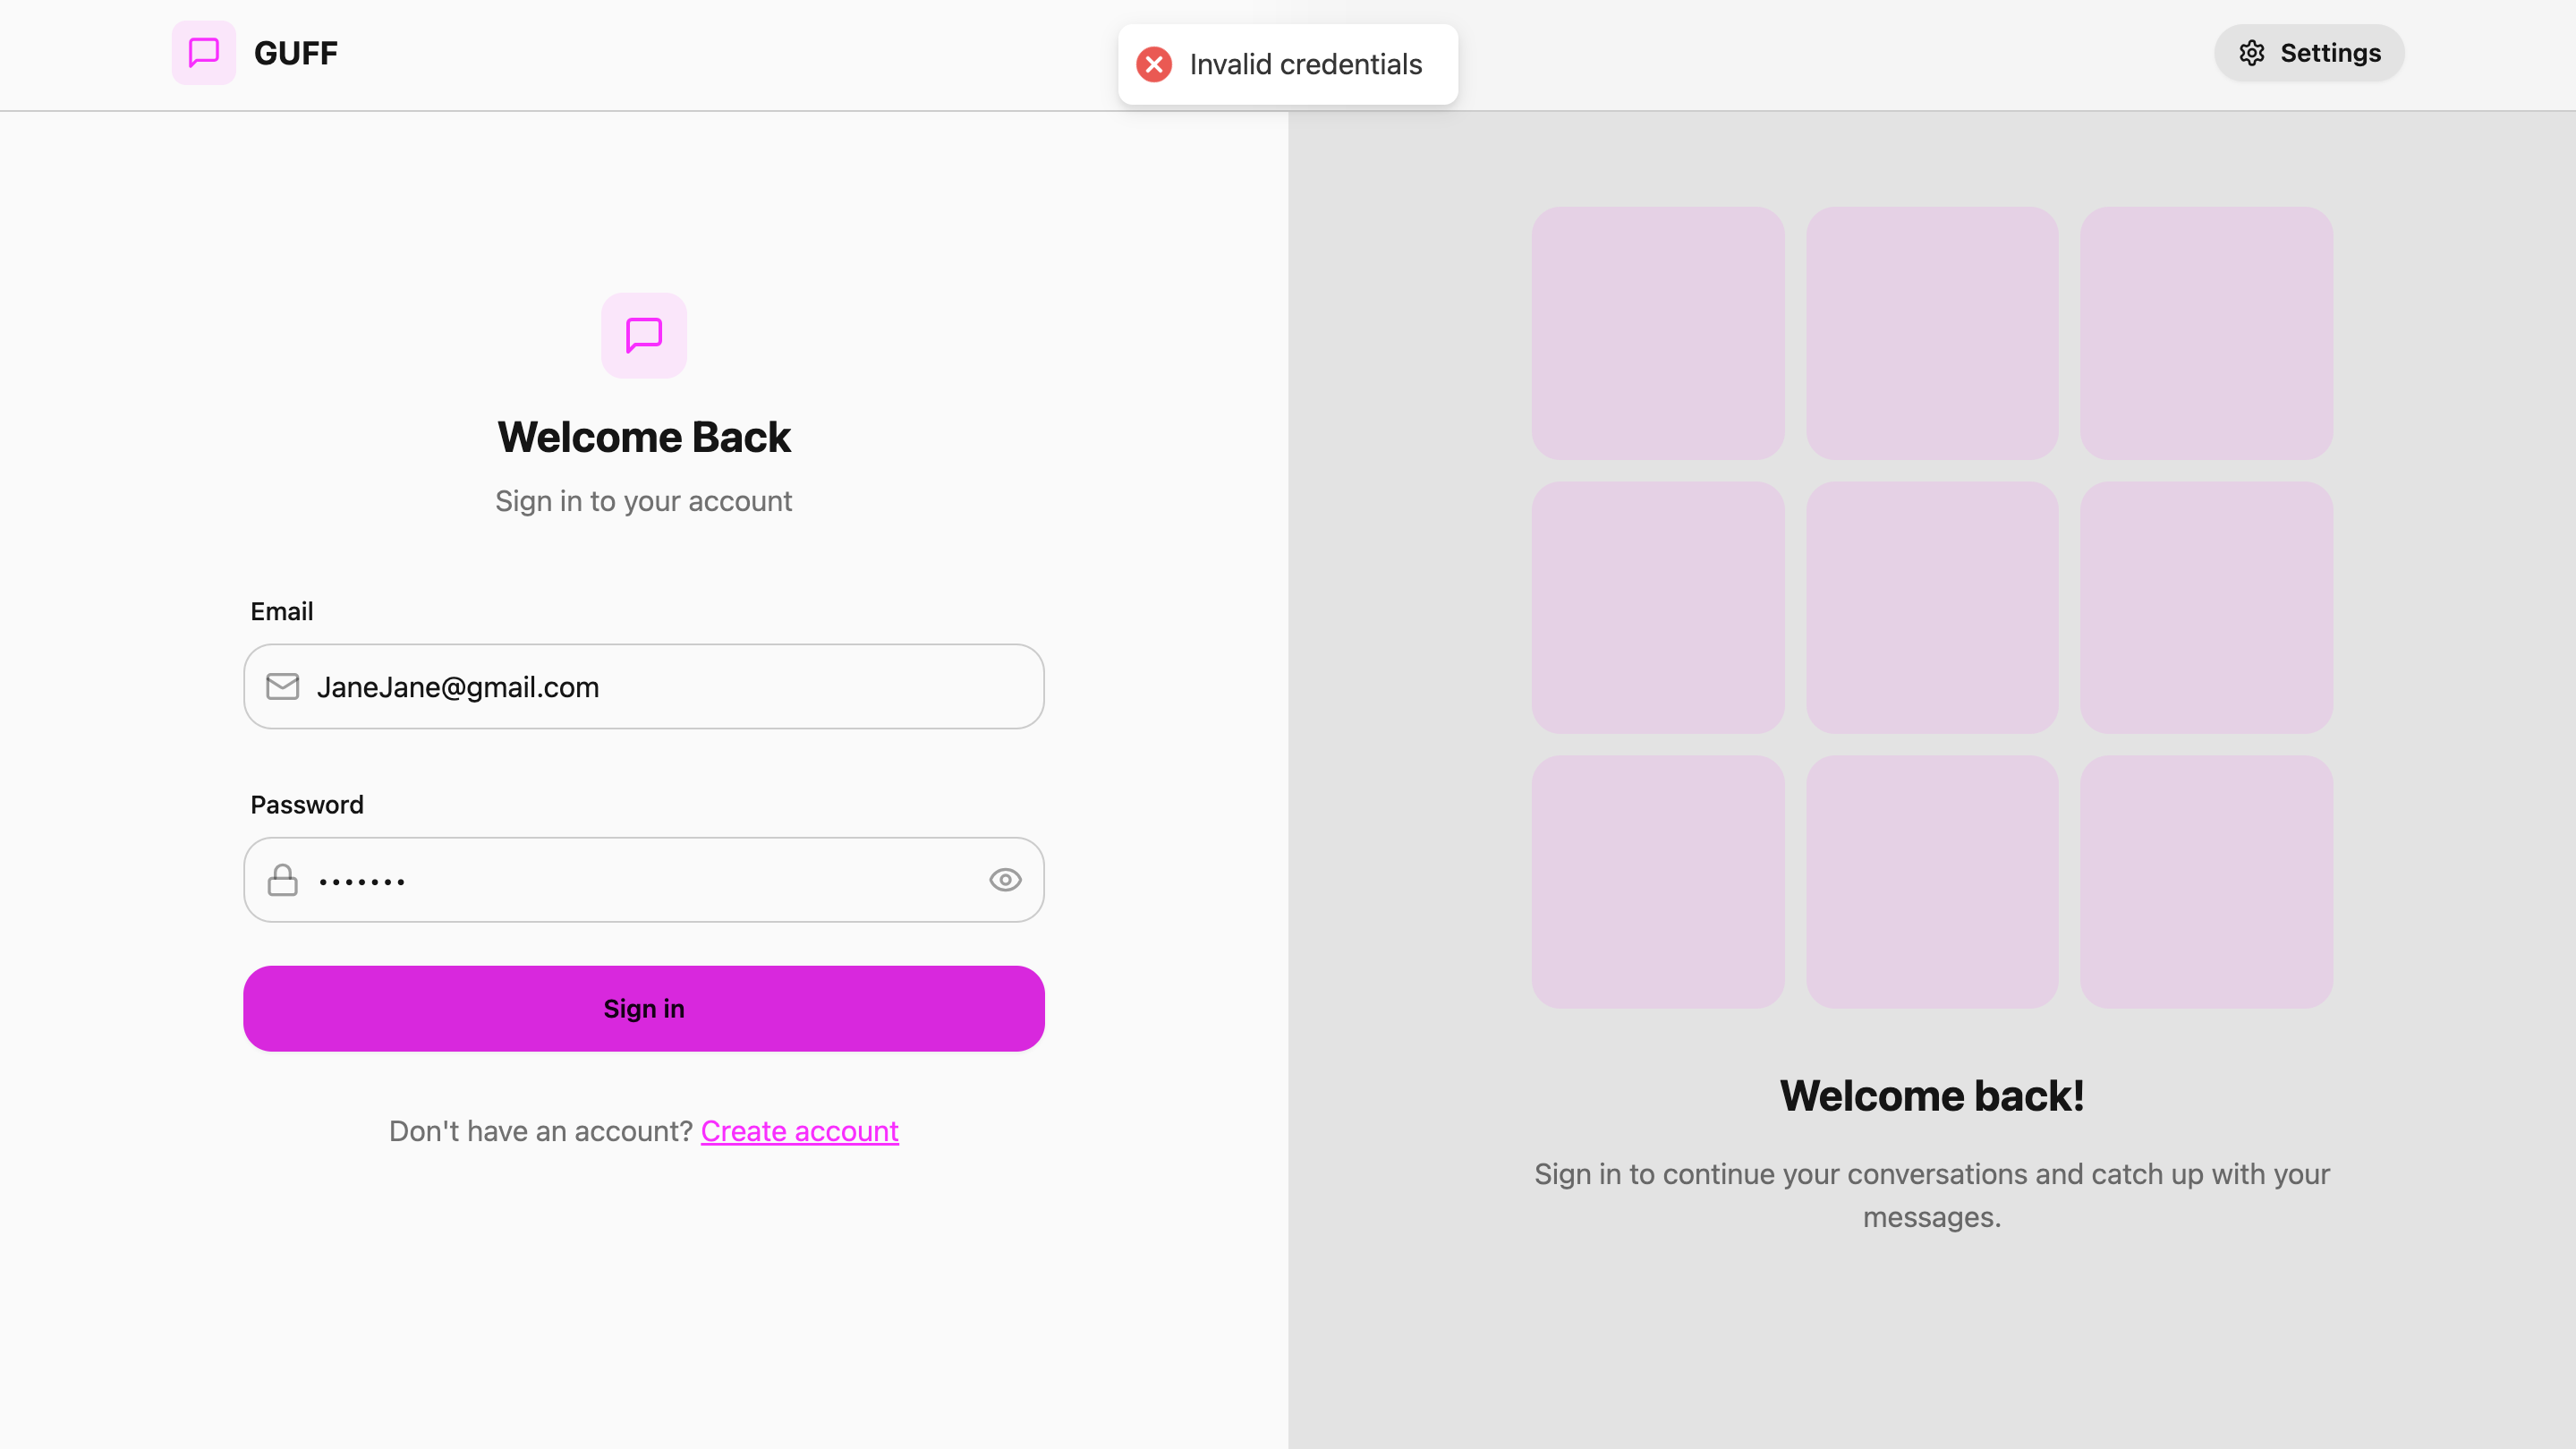 GUFF
Invalid credentials
Settings
Welcome Back
Sign in to your account
Email
JaneJane@gmail.com
Password
•••••••
Sign in
Don't have an account? Create account
Welcome back!
Sign in to continue your conversations and catch up with your
messages.